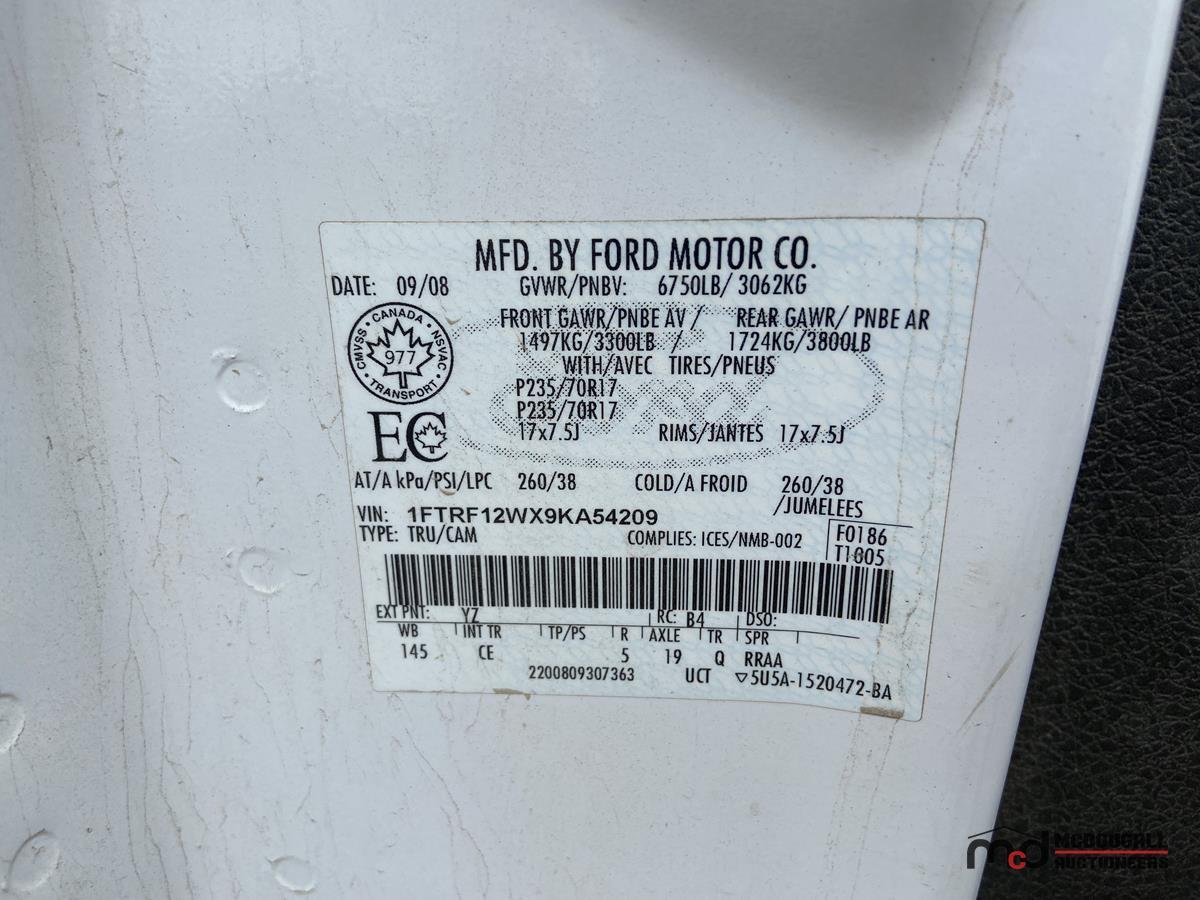 MFD. BY FORD MOTOR CO.
DATE: 09/08 GVWR/PNBV: 6750LB/ 3062KG
FRONT GAWR/PNBE AV / REAR GAWR/ PNBE AR
1497KG/3300LB / 1724KG/3800LB
WITH/AVEC TIRES/PNEUS
CMVSS • CANADA • NSVAC • TRANSPORT •
977
P235/70R17
P235/70R17
17x7.5J RIMS/JANTES 17x7.5J
EC
AT/A kPa/PSI/LPC 260/38 COLD/A FROID 260/38
/JUMELEES
VIN: 1FTRF12WX9KA54209
TYPE: TRU/CAM COMPLIES: ICES/NMB-002
F0186
T1005
EXT PNT: YZ RC: B4 DSO:
WB INT TR TP/PS R AXLE TR SPR
145 CE 5 19 Q RRAA
2200809307363 UCT ▽5U5A-1520472-BA
mcd MCDOUGALL
AUCTIONEERS